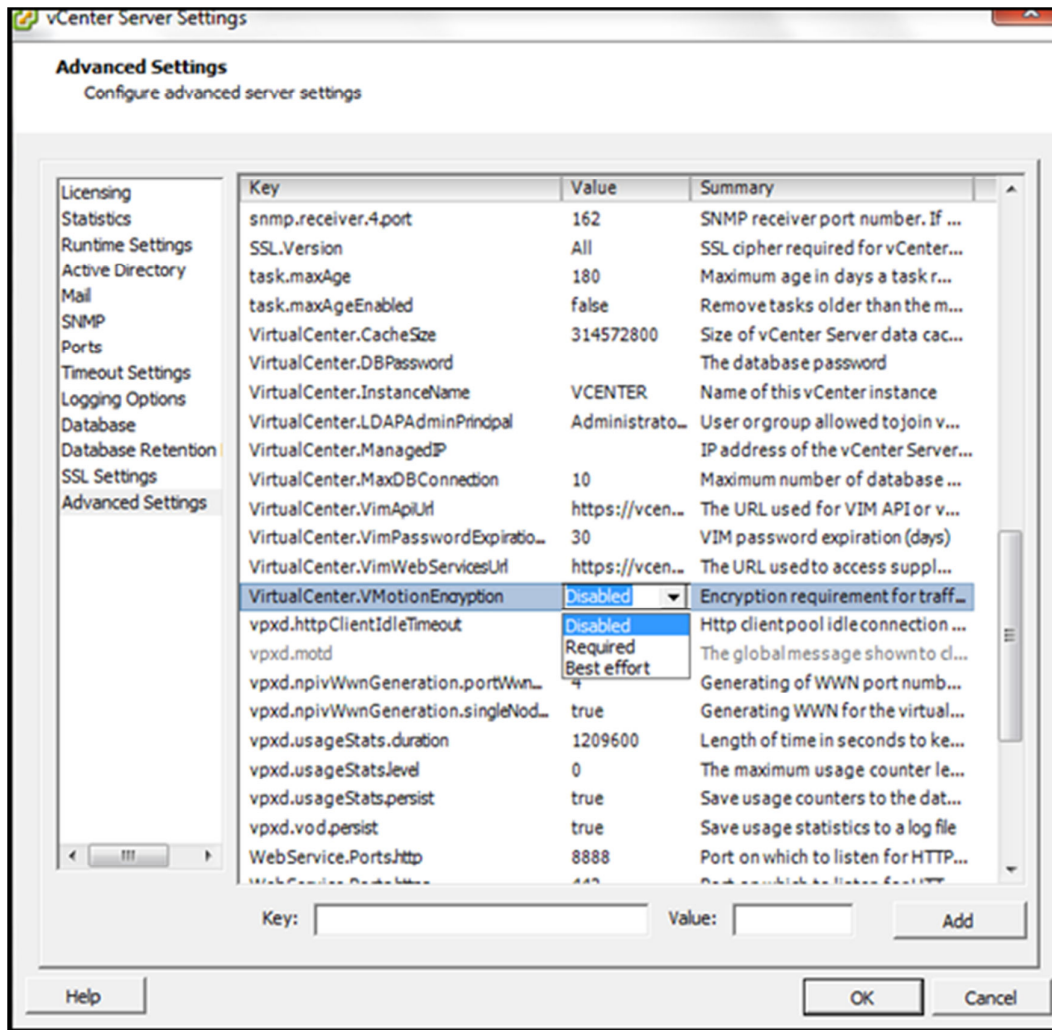 vCenter Server Settings
Advanced Settings
Configure advanced server settings
Licensing
Statistics
Runtime Settings
Active Directory
Mail
SNMP
Ports
Timeout Settings
Logging Options
Database
Database Retention
SSL Settings
Advanced Settings
Key Value Summary
snmp.receiver.4.port 162 SNMP receiver port number. If ...
SSL.Version All SSL cipher required for vCenter...
task.maxAge 180 Maximum age in days a task r...
task.maxAgeEnabled false Remove tasks older than the m...
VirtualCenter.CacheSize 314572800 Size of vCenter Server data cac...
VirtualCenter.DBPassword The database password
VirtualCenter.InstanceName VCENTER Name of this vCenter instance
VirtualCenter.LDAPAdminPrincipal Administrato... User or group allowed to join v...
VirtualCenter.ManagedIP IP address of the vCenter Server...
VirtualCenter.MaxDBConnection 10 Maximum number of database ...
VirtualCenter.VimApiUrl https://vcen... The URL used for VIM API or v...
VirtualCenter.VimPasswordExpiratio... 30 VIM password expiration (days)
VirtualCenter.VimWebServicesUrl https://vcen... The URL used to access suppl...
VirtualCenter.VMotionEncryption Disabled Encryption requirement for traff...
vpxd.httpClientIdleTimeout Disabled Http client pool idle connection ...
vpxd.motd Required The global message shown to cl...
Best effort
vpxd.npivWwnGeneration.portWwn... 4 Generating of WWN port numb...
vpxd.npivWwnGeneration.singleNod... true Generating WWN for the virtual...
vpxd.usageStats.duration 1209600 Length of time in seconds to ke...
vpxd.usageStats.level 0 The maximum usage counter le...
vpxd.usageStats.persist true Save usage counters to the dat...
vpxd.vod.persist true Save usage statistics to a log file
WebService.Ports.http 8888 Port on which to listen for HTTP...
Key: Value: Add
Help OK Cancel